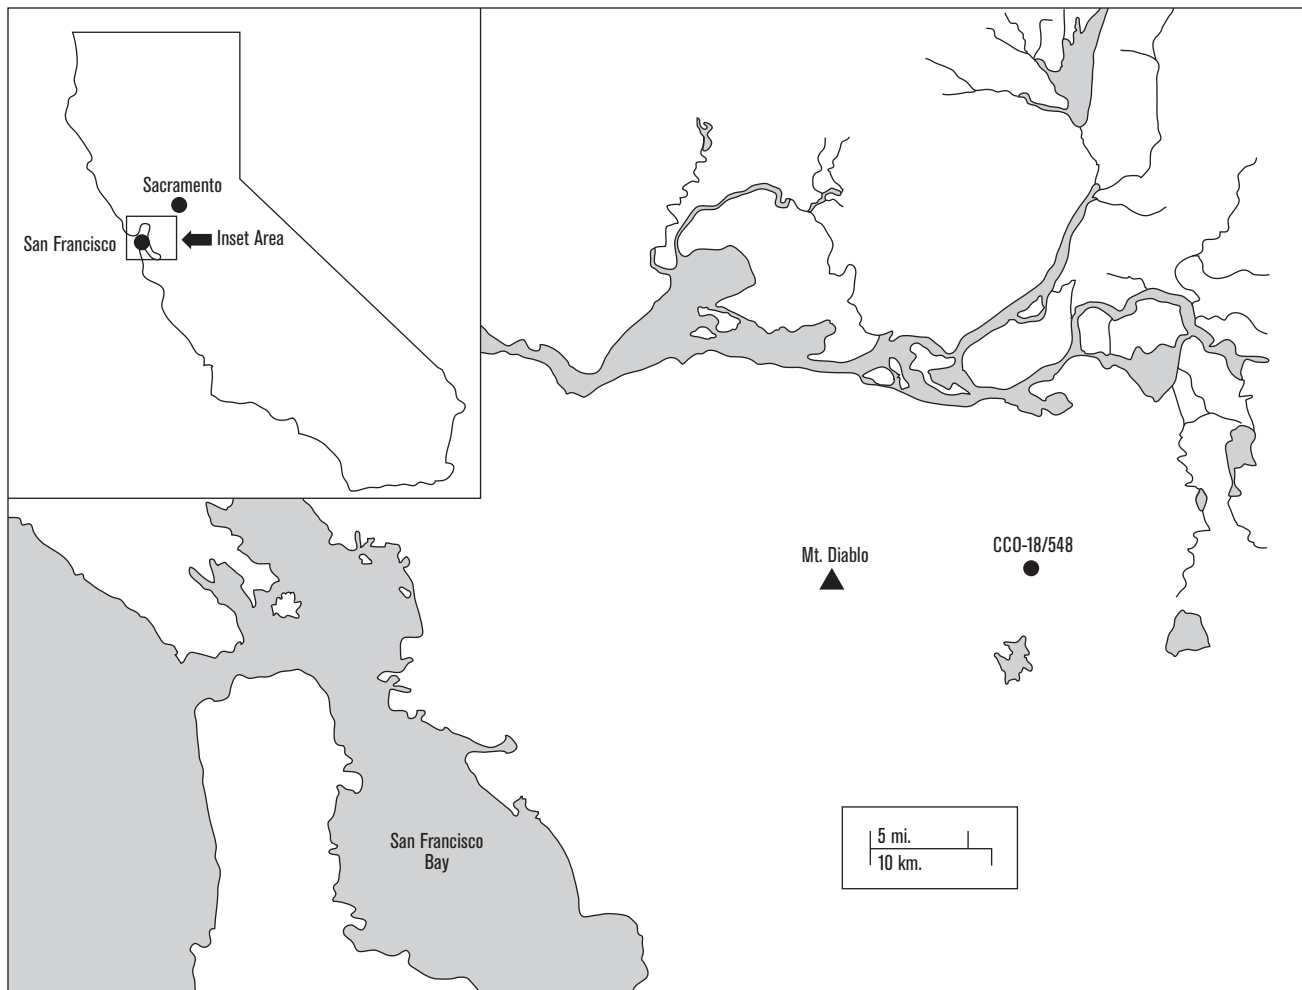 Sacramento
San Francisco
Inset Area
Mt. Diablo
CCO-18/548
San Francisco
Bay
5 mi.
10 km.